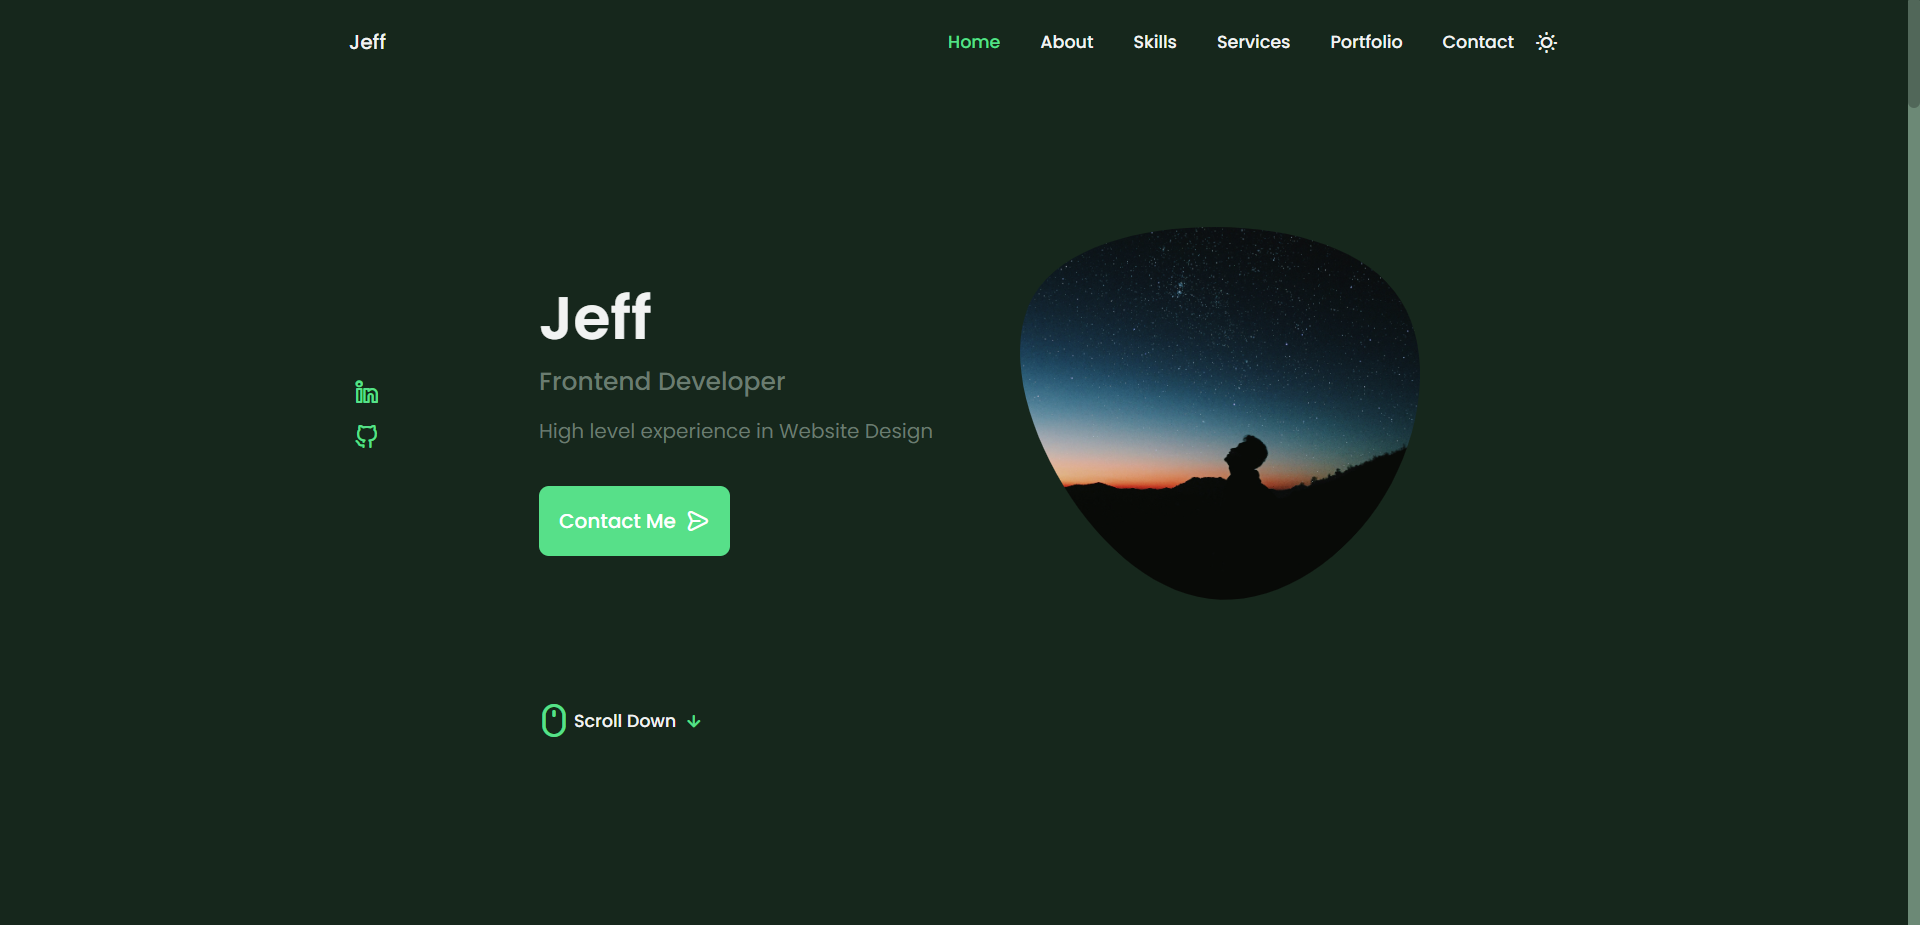 Jeff
Home About Skills Services Portfolio Contact
Jeff
Frontend Developer
High level experience in Website Design
Contact Me
Scroll Down